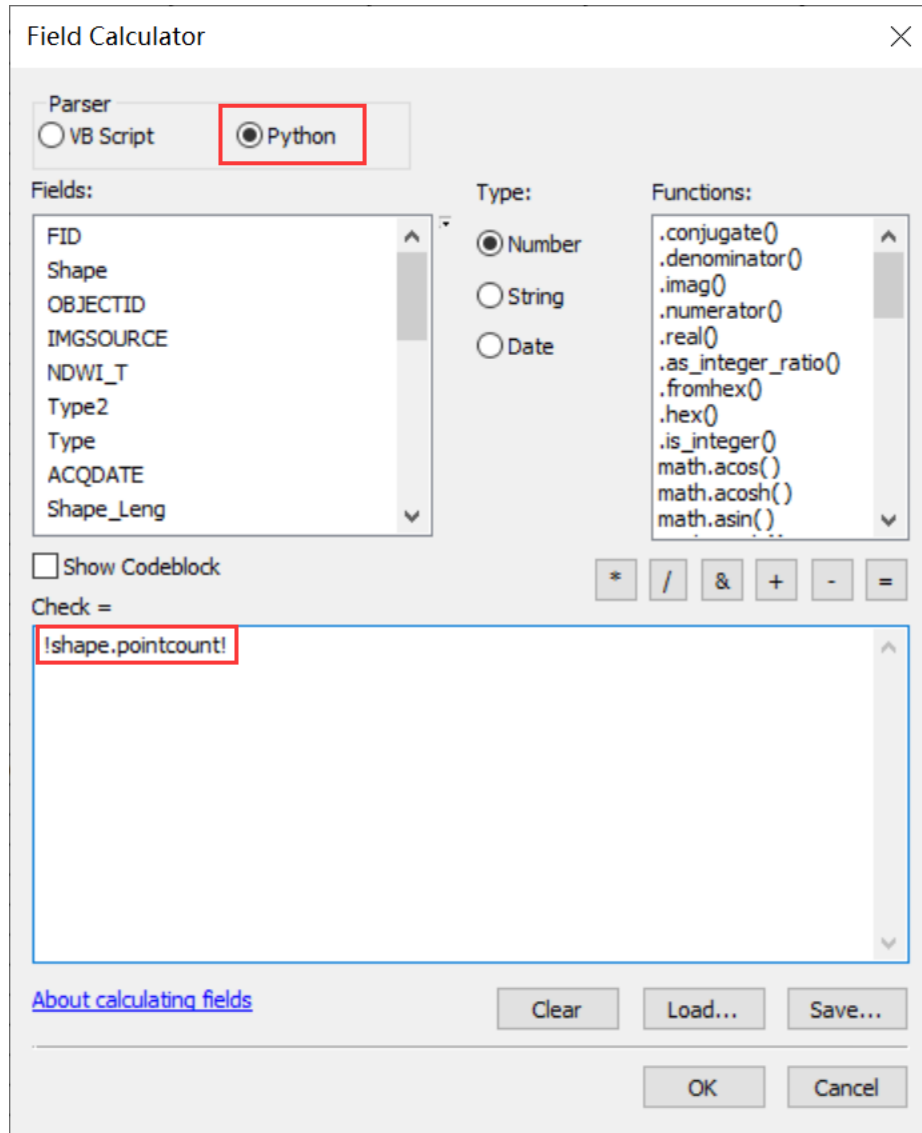 Field Calculator
Parser
VB Script
Python
Fields:
Type:
Functions:
FID
Shape
OBJECTID
IMGSOURCE
NDWI_T
Type2
Type
ACQDATE
Shape_Leng
Number
String
Date
.conjugate()
.denominator()
.imag()
.numerator()
.real()
.as_integer_ratio()
.fromhex()
.hex()
.is_integer()
math.acos( )
math.acosh( )
math.asin( )
Show Codeblock
* / & + - =
Check =
!shape.pointcount!
About calculating fields
Clear
Load...
Save...
OK
Cancel